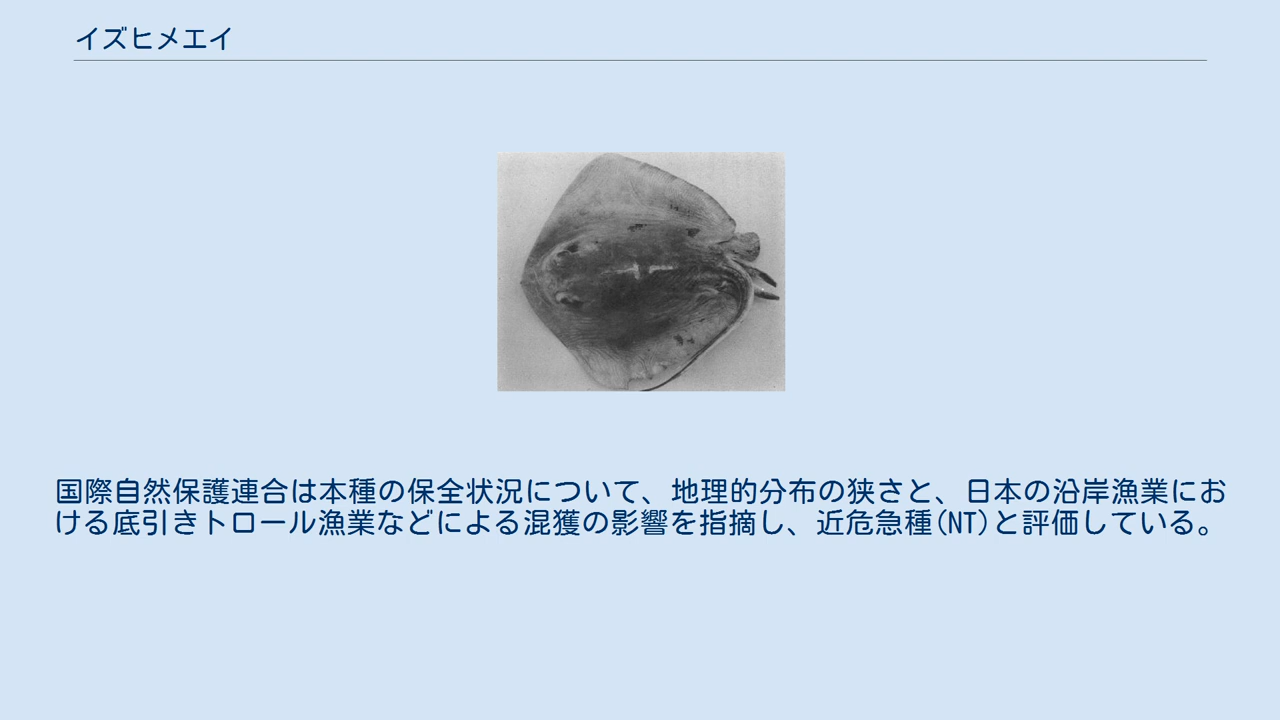 イズヒメエイ
国際自然保護連合は本種の保全状況について、地理的分布の狭さと、日本の沿岸漁業にお
ける底引きトロール漁業などによる混獲の影響を指摘し、近危急種(NT)と評価している。